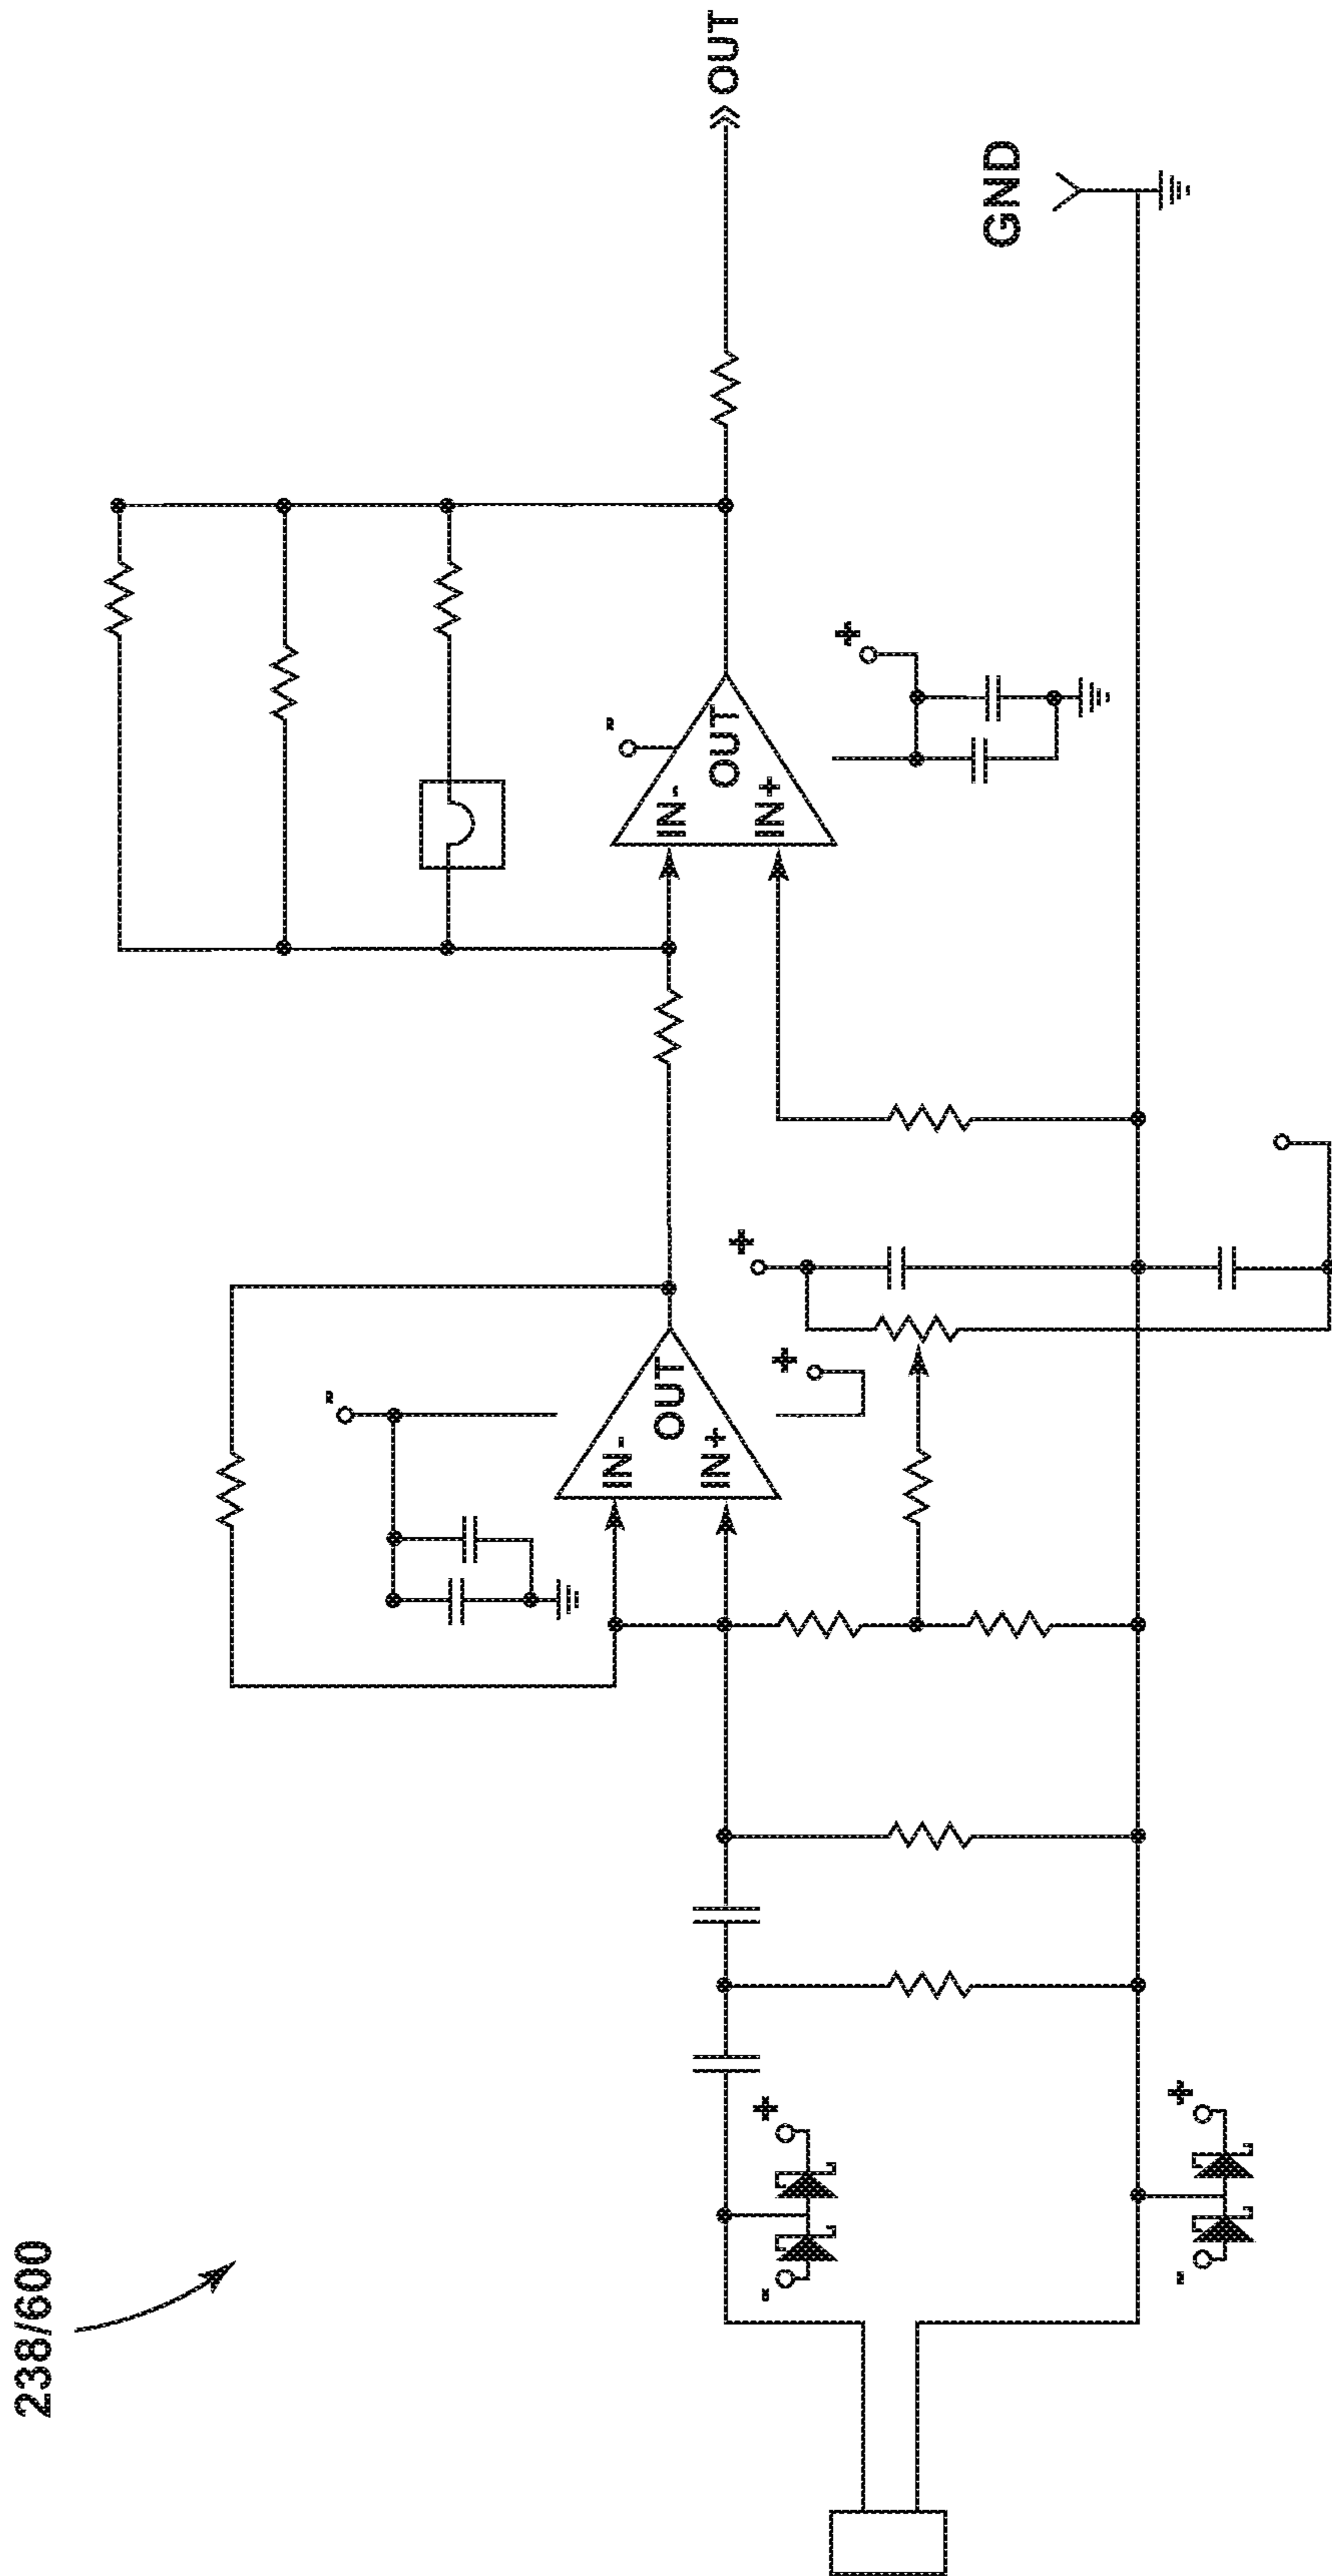 238/600
IN-
OUT
IN+
IN-
OUT
IN+
OUT
GND
-
+
-
+
-
+
+
-
+